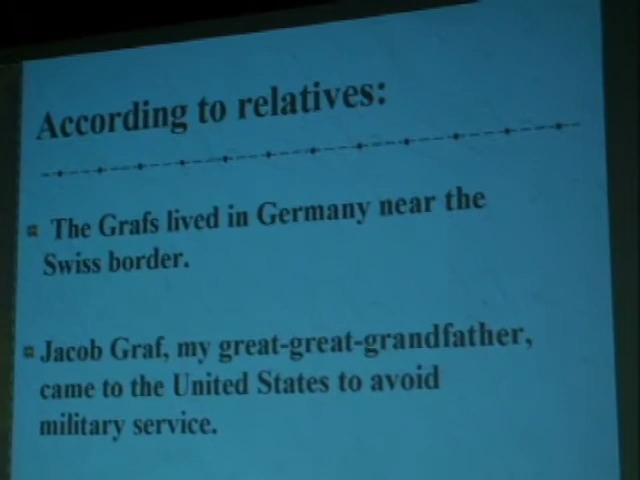 According to relatives:
The Grafs lived in Germany near the
Swiss border.
Jacob Graf, my great-great-grandfather,
came to the United States to avoid
military service.